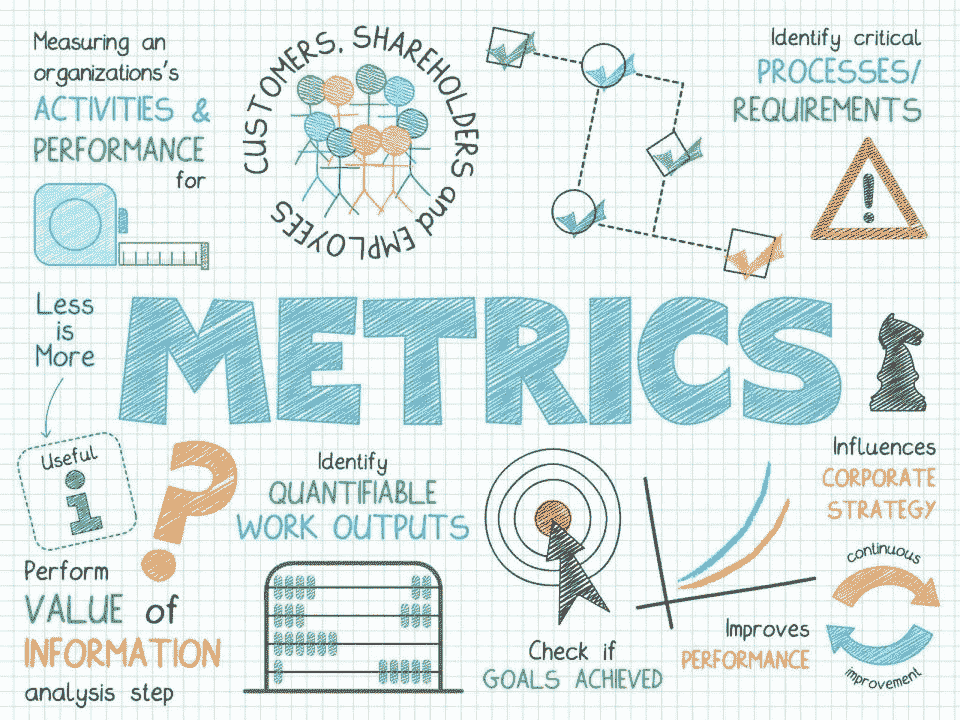 Measuring an
organizations's
ACTIVITIES &
PERFORMANCE
for
CUSTOMERS, SHAREHOLDERS and EMPLOYEES
Identify critical
PROCESSES/
REQUIREMENTS
!
Less
is
More
METRICS
Useful
i
?
Perform
VALUE of
INFORMATION
analysis step
Identify
QUANTIFIABLE
WORK OUTPUTS
Check if
GOALS ACHIEVED
Influences
CORPORATE
STRATEGY
Improves
PERFORMANCE
continuous
improvement